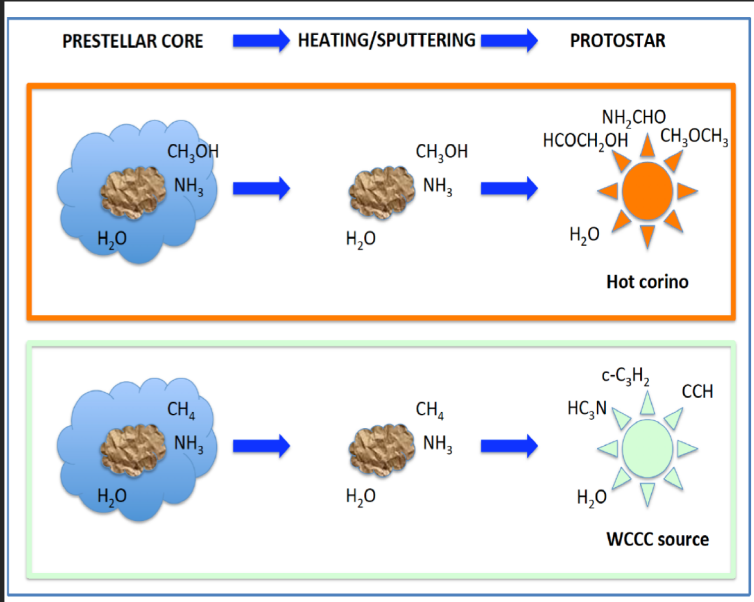 PRESTELLAR CORE HEATING/SPUTTERING PROTOSTAR
NH₂CHO
HCOCH₂OH CH₃OCH₃
CH₃OH CH₃OH
NH₃ NH₃
H₂O H₂O H₂O
Hot corino
c-C₃H₂
CCH
CH₄ CH₄ HC₃N
NH₃ NH₃
H₂O H₂O H₂O
WCCC source